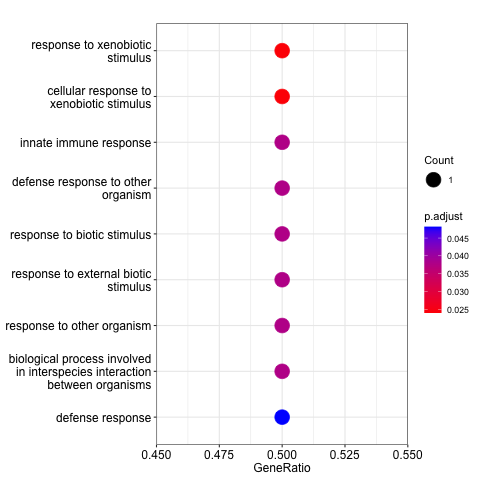 response to xenobiotic
stimulus
cellular response to
xenobiotic stimulus
innate immune response
defense response to other
organism
response to biotic stimulus
response to external biotic
stimulus
response to other organism
biological process involved
in interspecies interaction
between organisms
defense response
0.450 0.475 0.500 0.525 0.550
GeneRatio
Count
1
p.adjust
0.045
0.040
0.035
0.030
0.025